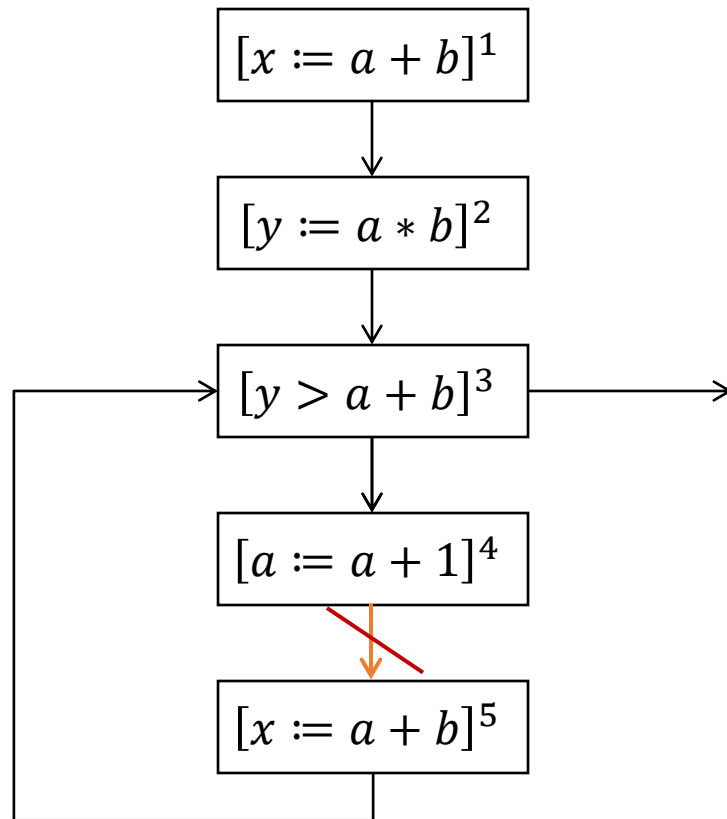 [x ≔ a + b]¹
[y ≔ a ∗ b]²
[y > a + b]³
[a ≔ a + 1]⁴
[x ≔ a + b]⁵